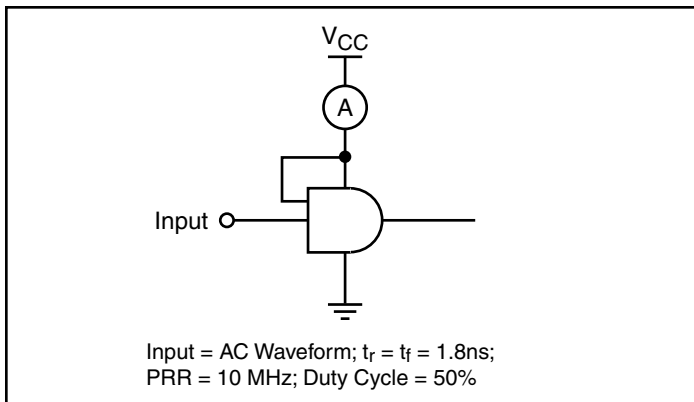 VCC
A
Input
Input = AC Waveform; tr = tf = 1.8ns;
PRR = 10 MHz; Duty Cycle = 50%